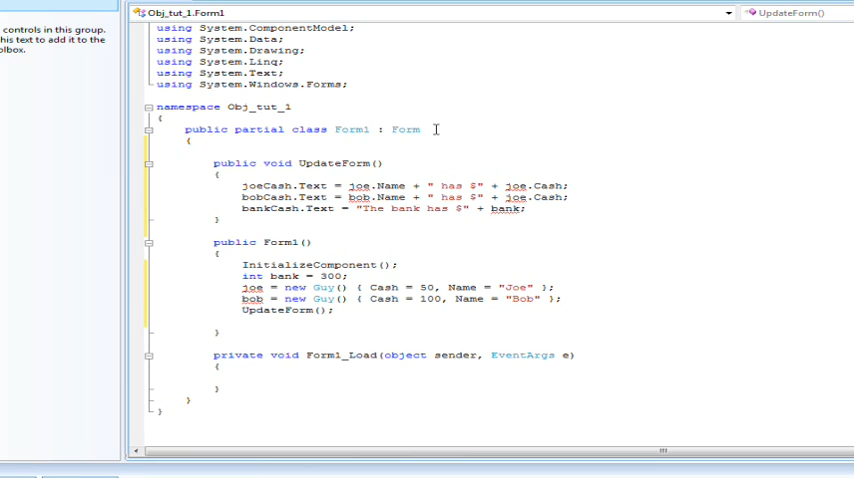 Obj_tut_1.Form1
UpdateForm()
controls in this group.
his text to add it to the
olbox.
using System.ComponentModel;
using System.Data;
using System.Drawing;
using System.Linq;
using System.Text;
using System.Windows.Forms;
namespace Obj_tut_1
{
public partial class Form1 : Form
{
public void UpdateForm()
{
joeCash.Text = joe.Name + " has $" + joe.Cash;
bobCash.Text = bob.Name + " has $" + bob.Cash;
bankCash.Text = "The bank has $" + bank;
}
public Form1()
{
InitializeComponent();
int bank = 300;
joe = new Guy() { Cash = 50, Name = "Joe" };
bob = new Guy() { Cash = 100, Name = "Bob" };
UpdateForm();
}
private void Form1_Load(object sender, EventArgs e)
{
}
}
}